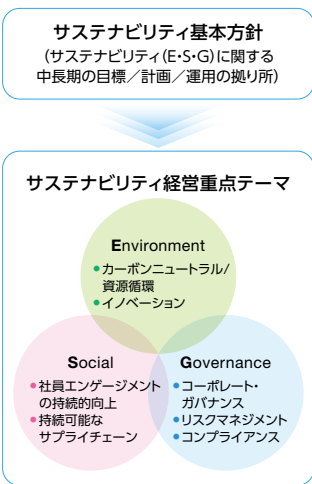 サステナビリティ基本方針
(サステナビリティ(E・S・G)に関する
中長期の目標／計画／運用の拠り所)
サステナビリティ経営重点テーマ
Environment
●カーボンニュートラル/
資源循環
●イノベーション
Social
●社員エンゲージメント
の持続的向上
●持続可能な
サプライチェーン
Governance
●コーポレート・
ガバナンス
●リスクマネジメント
●コンプライアンス